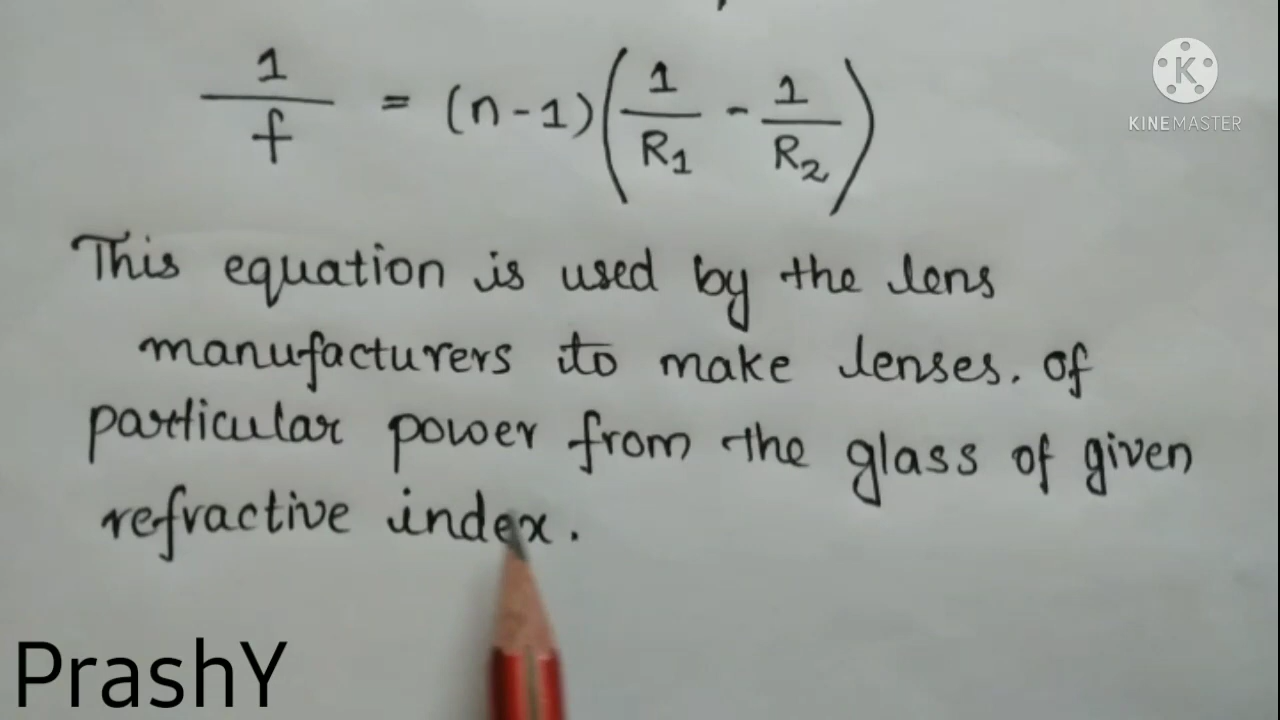 1/f = (n-1)(1/R1 - 1/R2)
KINEMASTER
This equation is used by the lens
manufacturers to make lenses. of
particular power from the glass of given
refractive index.
PrashY